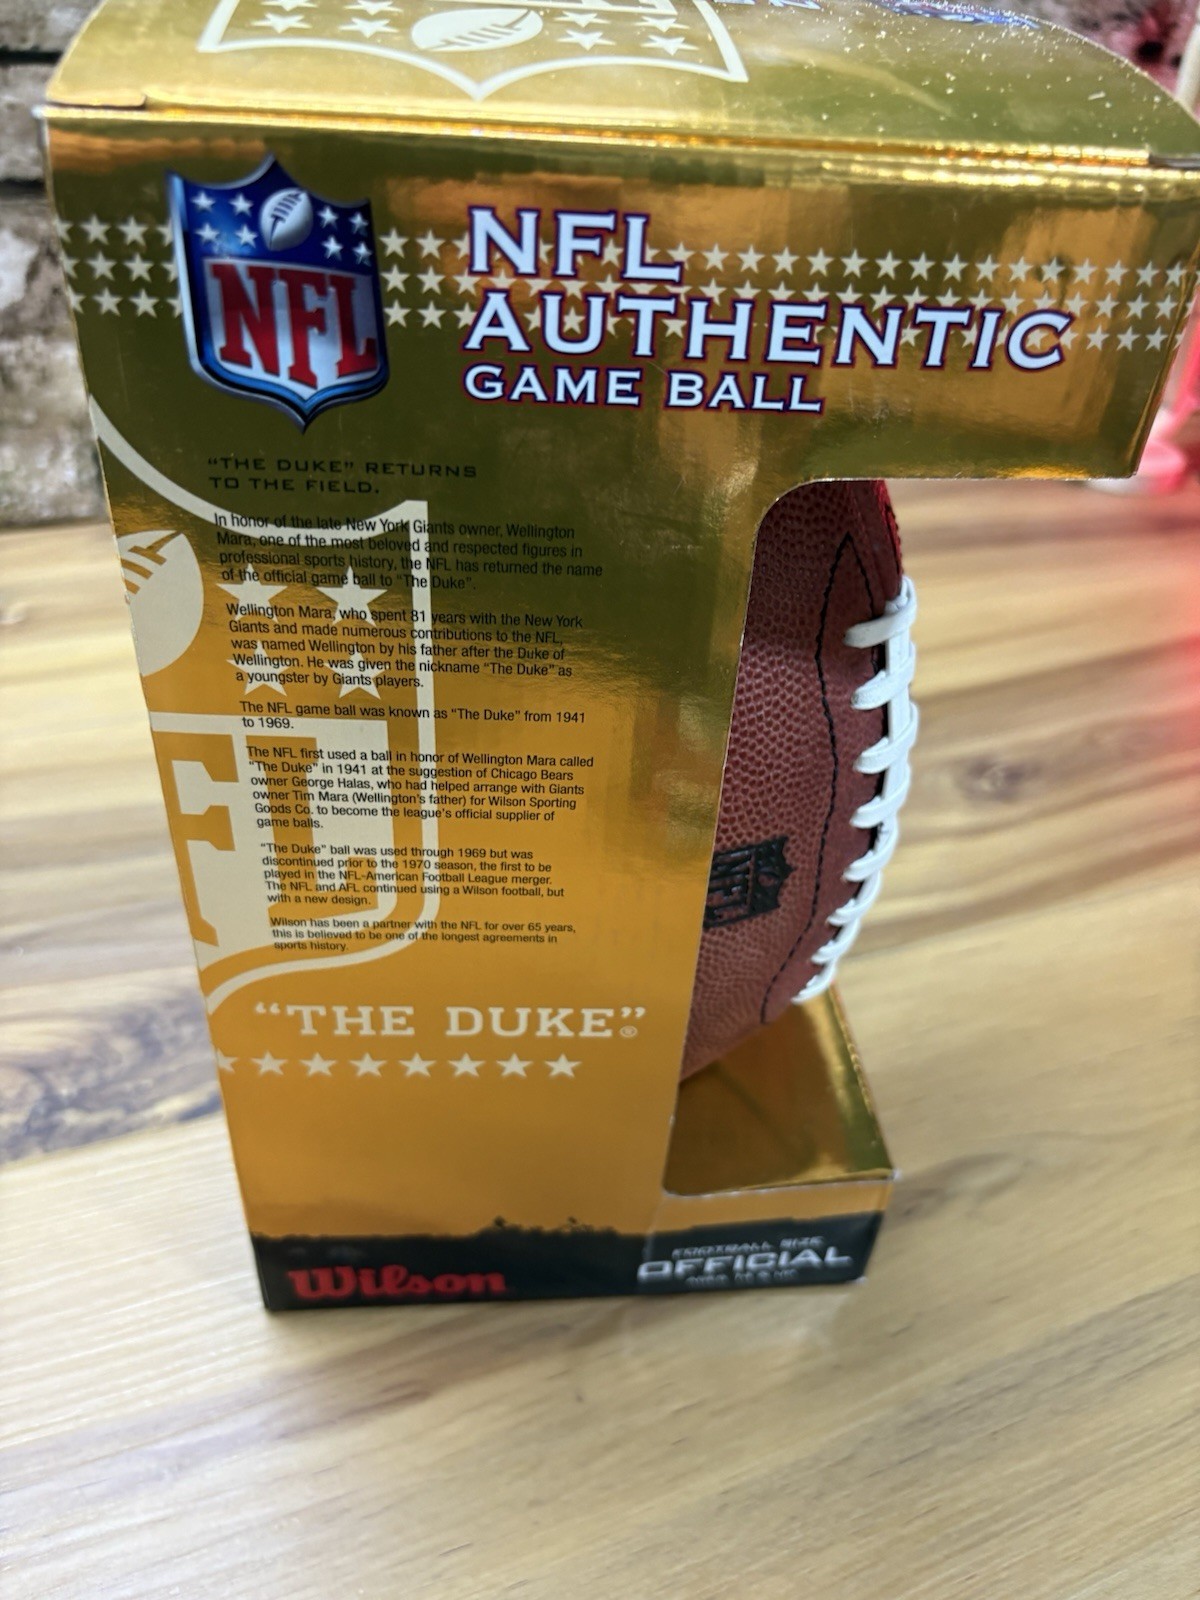 NFL
NFL
AUTHENTIC
GAME BALL
"THE DUKE" RETURNS
TO THE FIELD.
In honor of the late New York Giants owner, Wellington
Mara, one of the most beloved and respected figures in
professional sports history, the NFL has returned the name
of the official game ball to "The Duke".
Wellington Mara, who spent 81 years with the New York
Giants and made numerous contributions to the NFL,
was named Wellington by his father after the Duke of
Wellington. He was given the nickname "The Duke" as
a youngster by Giants players.
The NFL game ball was known as "The Duke" from 1941
to 1969.
The NFL first used a ball in honor of Wellington Mara called
"The Duke" in 1941 at the suggestion of Chicago Bears
owner George Halas, who had helped arrange with Giants
owner Tim Mara (Wellington's father) for Wilson Sporting
Goods Co. to become the league's official supplier of
game balls.
"The Duke" ball was used through 1969 but was
discontinued prior to the 1970 season, the first to be
played in the NFL-American Football League merger.
The NFL and AFL continued using a Wilson football, but
with a new design.
Wilson has been a partner with the NFL for over 65 years,
this is believed to be one of the longest agreements in
sports history.
"THE DUKE"®
Wilson
FOOTBALL SIZE
OFFICIAL
NFL